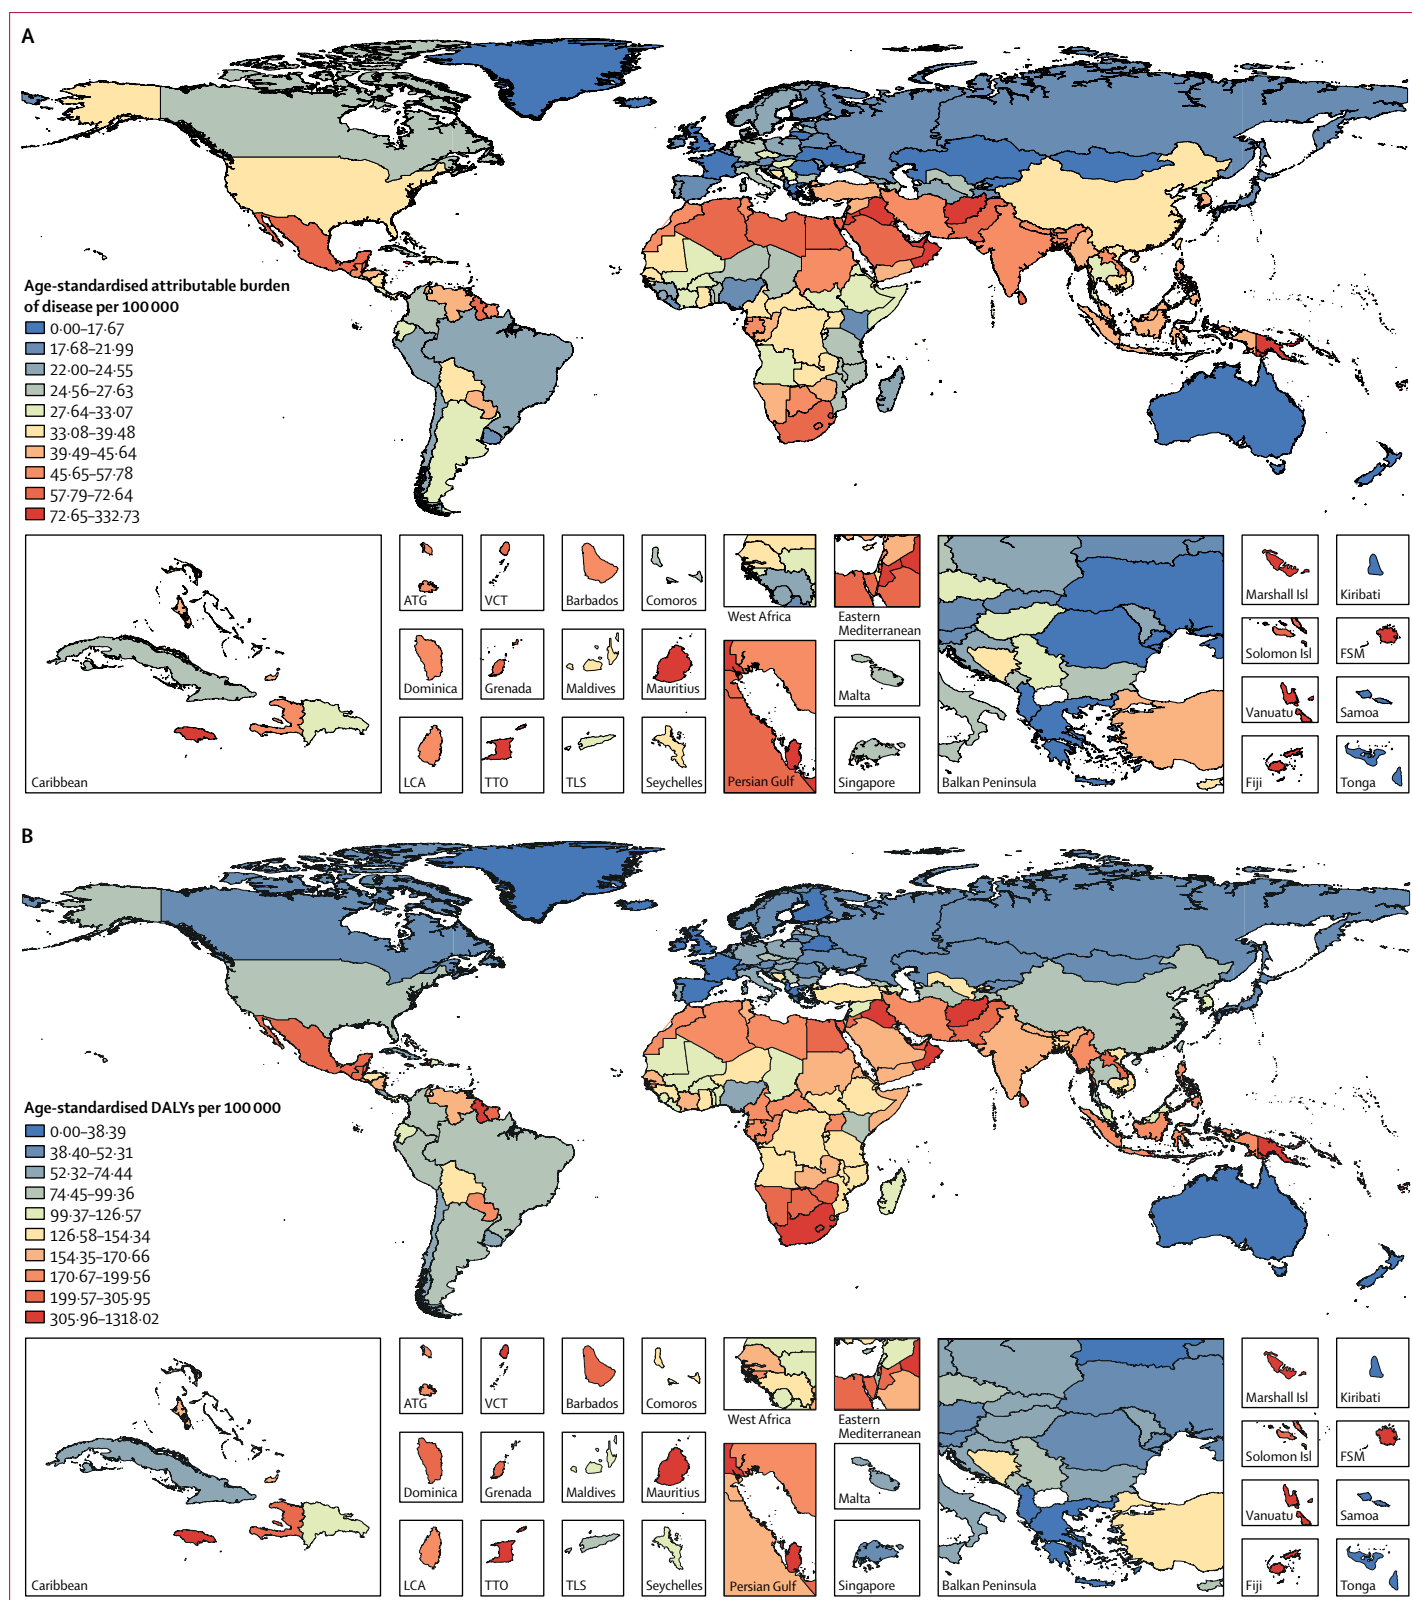 A
Age-standardised attributable burden
of disease per 100 000
0·00–17·67
17·68–21·99
22·00–24·55
24·56–27·63
27·64–33·07
33·08–39·48
39·49–45·64
45·65–57·78
57·79–72·64
72·65–332·73
Caribbean
ATG
VCT
Barbados
Comoros
Dominica
Grenada
Maldives
Mauritius
LCA
TTO
TLS
Seychelles
West Africa
Eastern
Mediterranean
Persian Gulf
Malta
Singapore
Balkan Peninsula
Marshall Isl
Kiribati
Solomon Isl
FSM
Vanuatu
Samoa
Fiji
Tonga
B
Age-standardised DALYs per 100 000
0·00–38·39
38·40–52·31
52·32–74·44
74·45–99·36
99·37–126·57
126·58–154·34
154·35–170·66
170·67–199·56
199·57–305·95
305·96–1318·02
Caribbean
ATG
VCT
Barbados
Comoros
Dominica
Grenada
Maldives
Mauritius
LCA
TTO
TLS
Seychelles
West Africa
Eastern
Mediterranean
Persian Gulf
Malta
Singapore
Balkan Peninsula
Marshall Isl
Kiribati
Solomon Isl
FSM
Vanuatu
Samoa
Fiji
Tonga